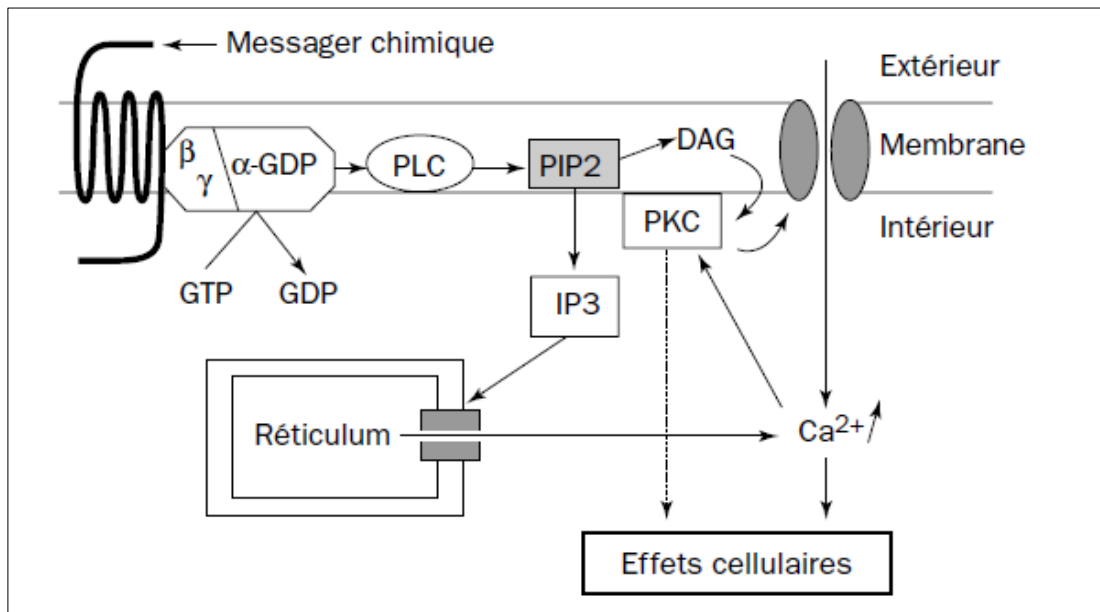 Messager chimique
Extérieur
β
γ
α-GDP
PLC
PIP2
DAG
Membrane
PKC
Intérieur
GTP
GDP
IP3
Réticulum
Ca²⁺
Effets cellulaires